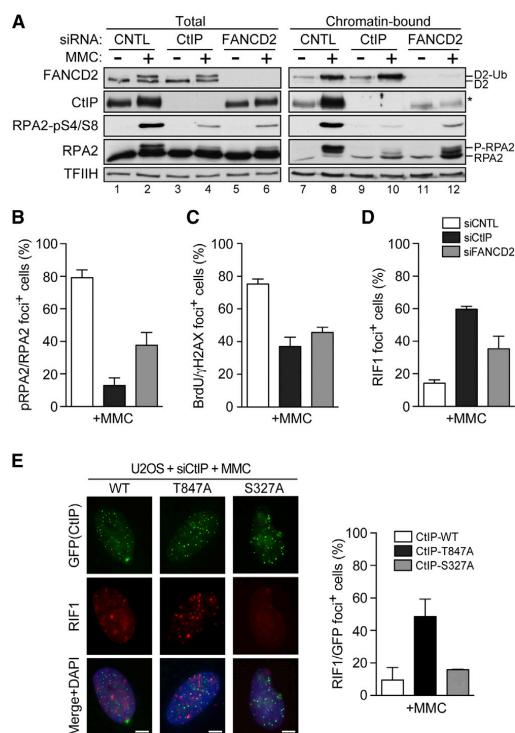 A
Total Chromatin-bound
siRNA: CNTL CtIP FANCD2 CNTL CtIP FANCD2
MMC: - + - + - + - + - + - +
FANCD2 D2-Ub
D2
CtIP *
RPA2-pS4/S8
RPA2 P-RPA2
RPA2
TFIIH
1 2 3 4 5 6 7 8 9 10 11 12
B
pRPA2/RPA2 foci+ cells (%)
100
80
60
40
20
0
+MMC
C
BrdU/γH2AX foci+ cells (%)
100
80
60
40
20
0
+MMC
D
siCNTL
siCtIP
siFANCD2
RIF1 foci+ cells (%)
100
80
60
40
20
0
+MMC
E
U2OS + siCtIP + MMC
WT T847A S327A
GFP(CtIP)
RIF1
Merge+DAPI
CtIP-WT
CtIP-T847A
CtIP-S327A
RIF1/GFP foci+ cells (%)
100
80
60
40
20
0
+MMC